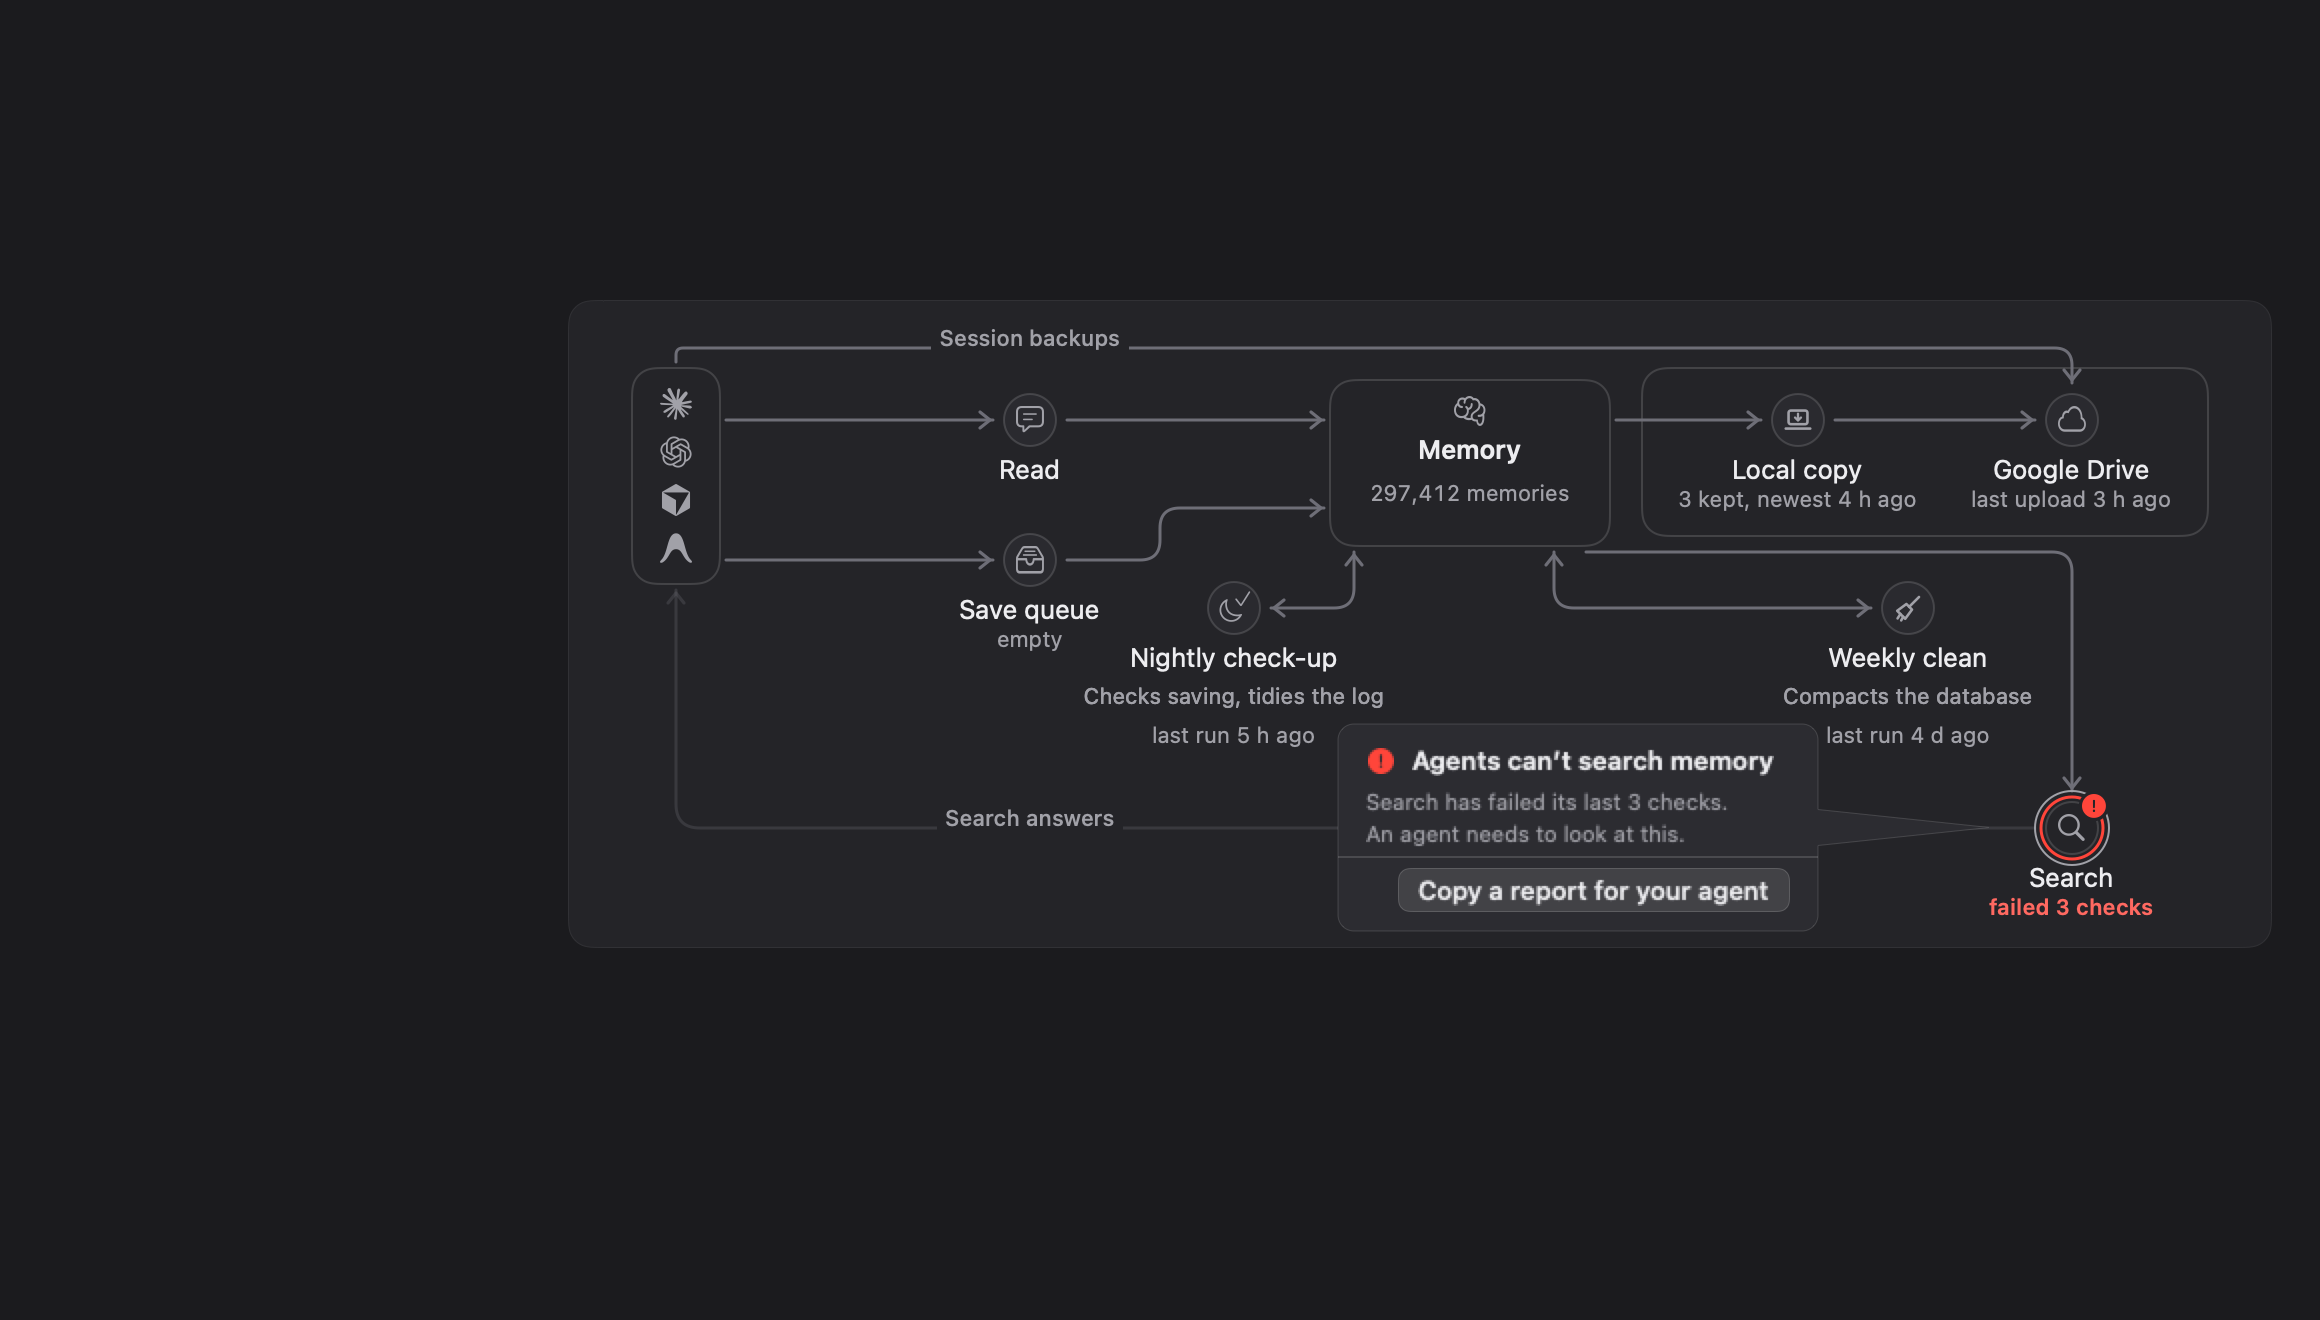 Session backups
Read
Memory
297,412 memories
Local copy
3 kept, newest 4 h ago
Google Drive
last upload 3 h ago
Save queue
empty
Nightly check-up
Checks saving, tidies the log
last run 5 h ago
Weekly clean
Compacts the database
last run 4 d ago
Agents can’t search memory
Search has failed its last 3 checks.
An agent needs to look at this.
Copy a report for your agent
Search answers
Search
failed 3 checks